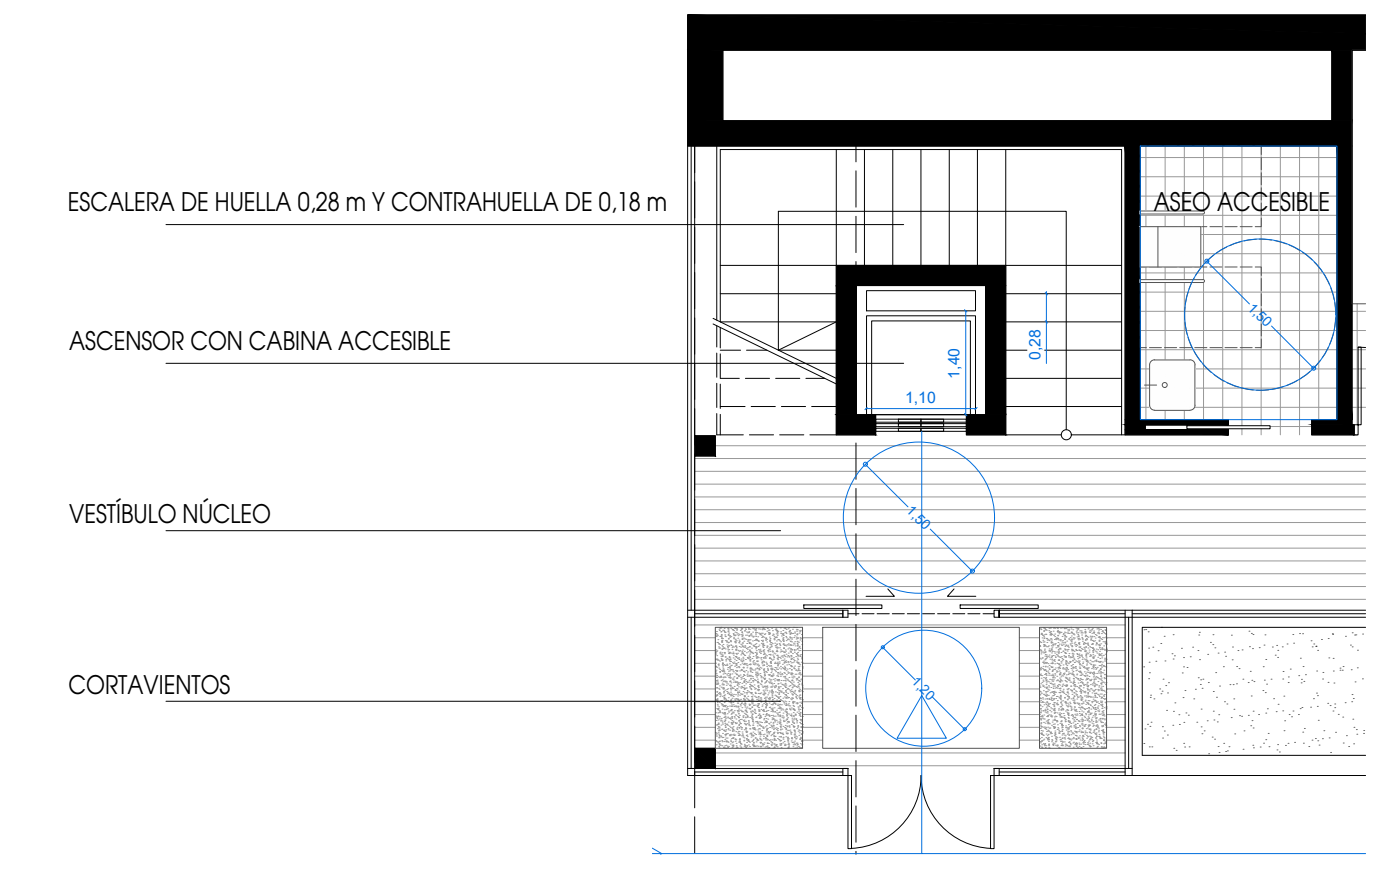 ESCALERA DE HUELLA 0,28 m Y CONTRAHUELLA DE 0,18 m
ASEO ACCESIBLE
1,50
ASCENSOR CON CABINA ACCESIBLE
0,28
1,40
1,10
VESTÍBULO NÚCLEO
1,50
CORTAVIENTOS
1,20